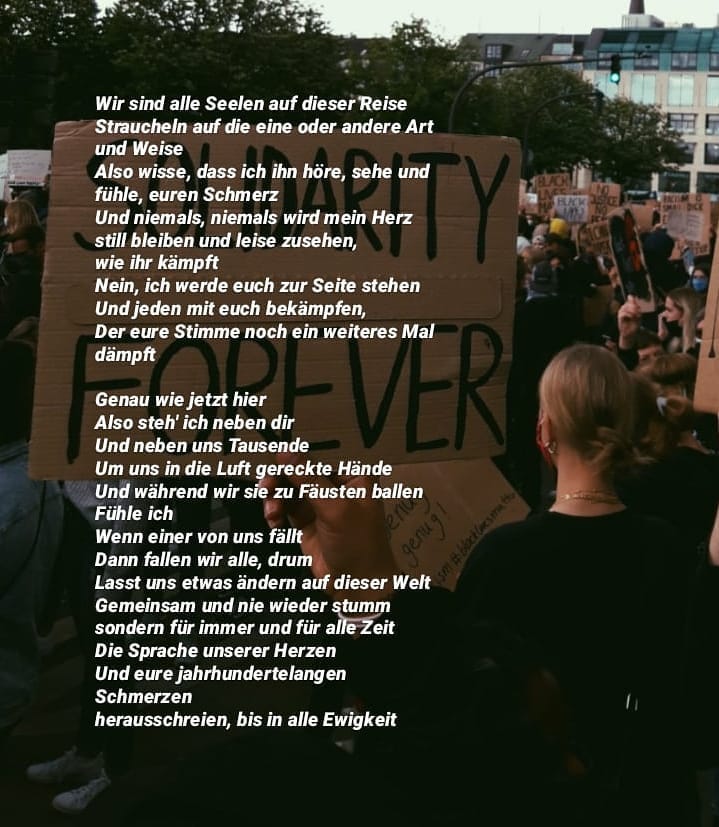 Wir sind alle Seelen auf dieser Reise
Straucheln auf die eine oder andere Art
und Weise
Also wisse, dass ich ihn höre, sehe und
fühle, euren Schmerz
Und niemals, niemals wird mein Herz
still bleiben und leise zusehen,
wie ihr kämpft
Nein, ich werde euch zur Seite stehen
Und jeden mit euch bekämpfen,
Der eure Stimme noch ein weiteres Mal
dämpft
Genau wie jetzt hier
Also steh' ich neben dir
Und neben uns Tausende
Um uns in die Luft gereckte Hände
Und während wir sie zu Fäusten ballen
Fühle ich
Wenn einer von uns fällt
Dann fallen wir alle, drum
Lasst uns etwas ändern auf dieser Welt
Gemeinsam und nie wieder stumm
sondern für immer und für alle Zeit
Die Sprache unserer Herzen
Und eure jahrhundertelangen
Schmerzen
herausschreien, bis in alle Ewigkeit
SOLIDARITY
FOREVER
BLACK
LIVES
BLACK
NO
JUSTICE
NO
genug!